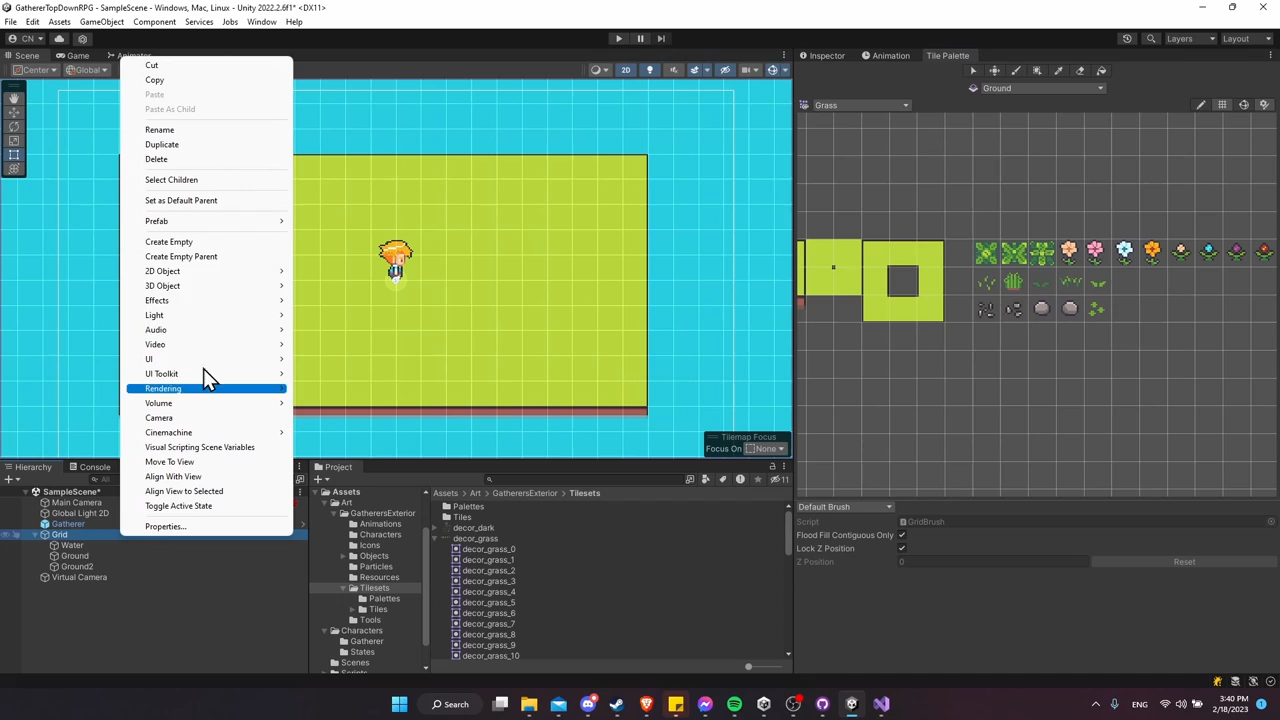 GathererTopDownRPG - SampleScene - Windows, Mac, Linux - Unity 2022.2.6f1* <DX11>
File Edit Assets GameObject Component Services Jobs Window Help
CN Layers Layout
Scene Game Animator Inspector Animation Tile Palette
Center Global 2D
Ground
Grass
Cut
Copy
Paste
Paste As Child
Rename
Duplicate
Delete
Select Children
Set as Default Parent
Prefab
Create Empty
Create Empty Parent
2D Object
3D Object
Effects
Light
Audio
Video
UI
UI Toolkit
Rendering
Volume
Camera
Cinemachine
Visual Scripting Scene Variables
Move To View
Align With View
Align View to Selected
Toggle Active State
Properties...
Tilemap Focus
Focus On None
Hierarchy Console
All
SampleScene*
Main Camera
Global Light 2D
Gatherer
Grid
Water
Ground
Ground2
Virtual Camera
Project
11
Assets
Art
GatherersExterior
Animations
Characters
Icons
Objects
Particles
Resources
Tilesets
Palettes
Tiles
Tools
Characters
Gatherer
States
Scenes
Scripts
Assets > Art > GatherersExterior > Tilesets
Palettes
Tiles
decor_dark
decor_grass
decor_grass_0
decor_grass_1
decor_grass_2
decor_grass_3
decor_grass_4
decor_grass_5
decor_grass_6
decor_grass_7
decor_grass_8
decor_grass_9
decor_grass_10
Default Brush
Script GridBrush
Flood Fill Contiguous Only
Lock Z Position
Z Position 0 Reset
Search
3:40 PM
2/18/2023